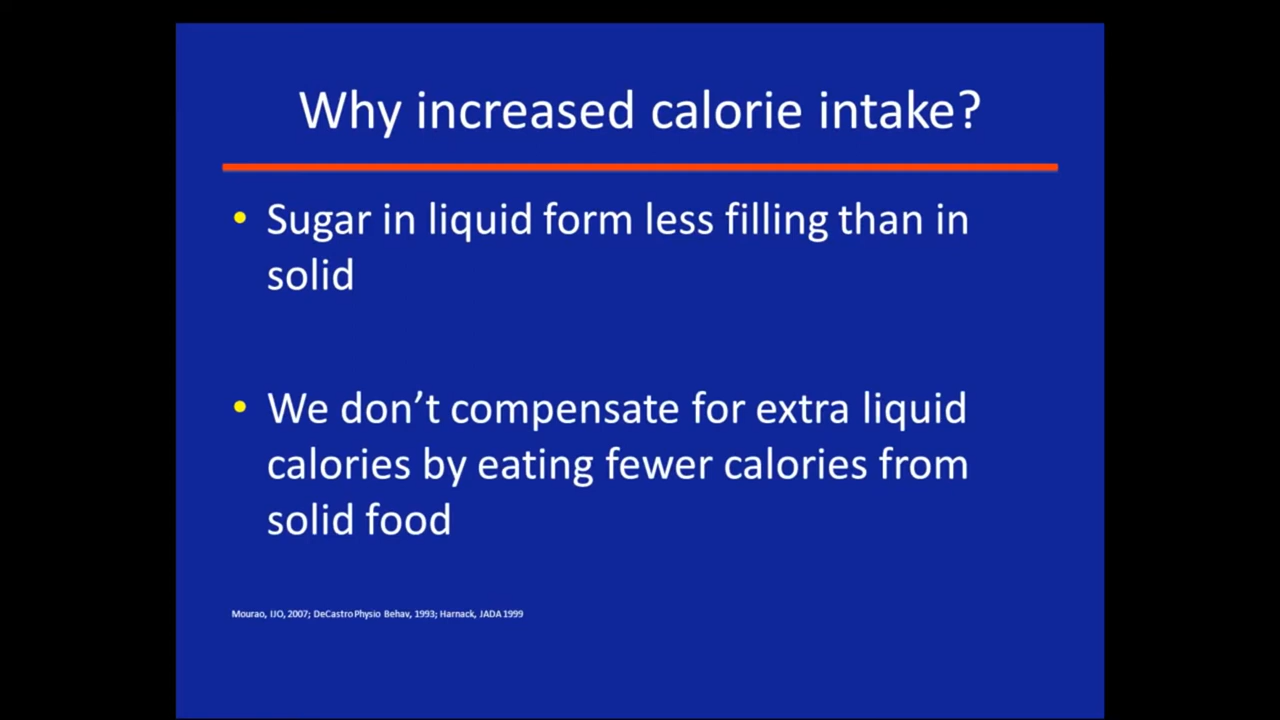 Why increased calorie intake?
• Sugar in liquid form less filling than in
solid
• We don’t compensate for extra liquid
calories by eating fewer calories from
solid food
Mourao, IJO, 2007; DeCastro Physio Behav, 1993; Harnack, JADA 1999